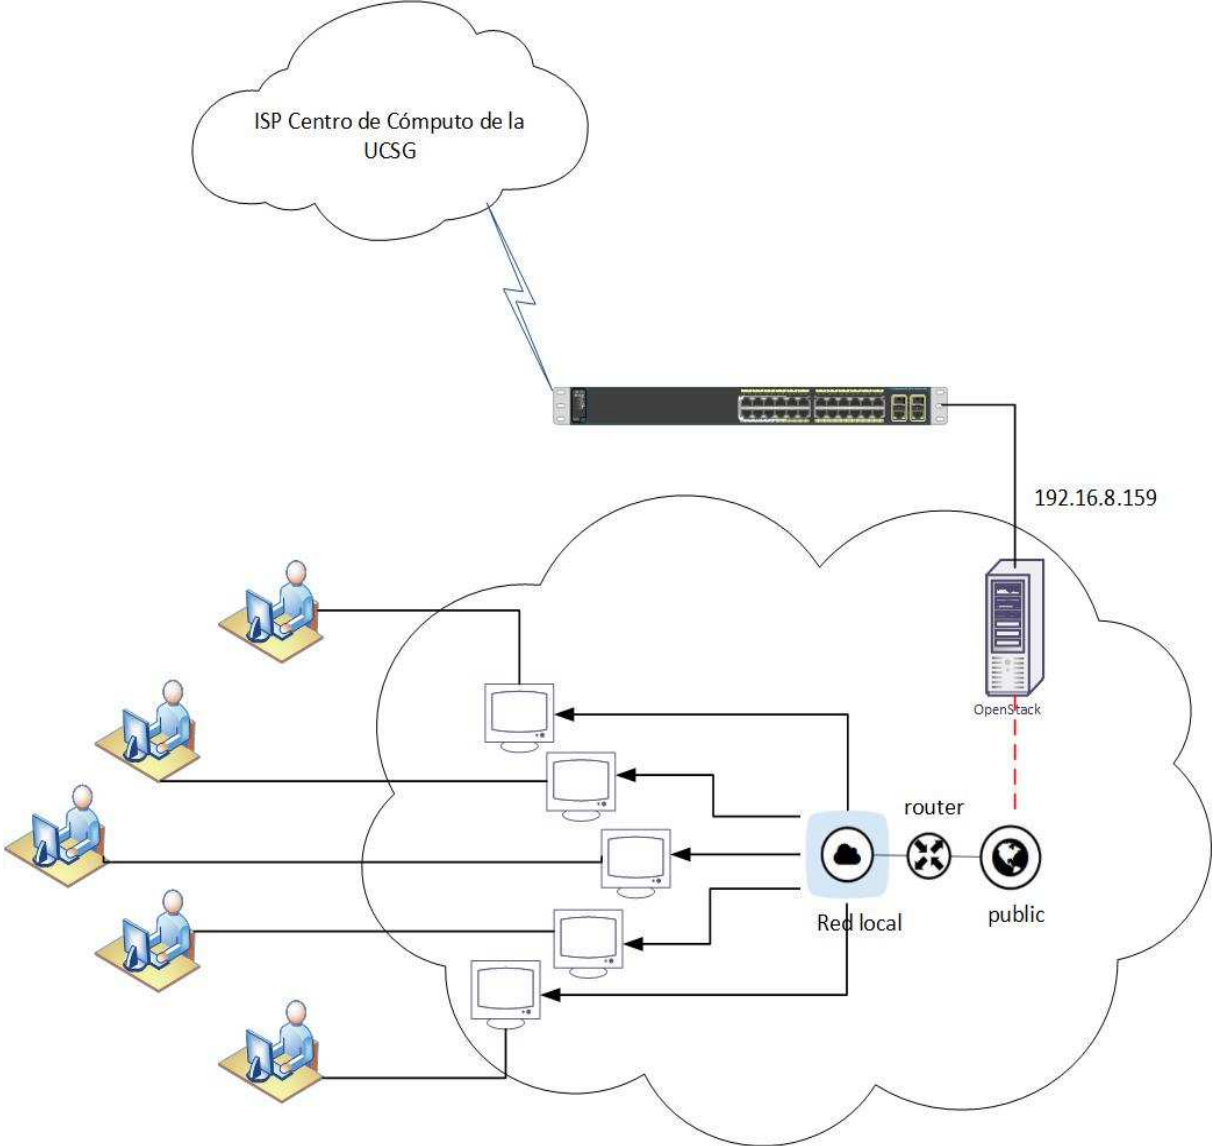 ISP Centro de Cómputo de la
UCSG
192.16.8.159
OpenStack
router
Red local
public